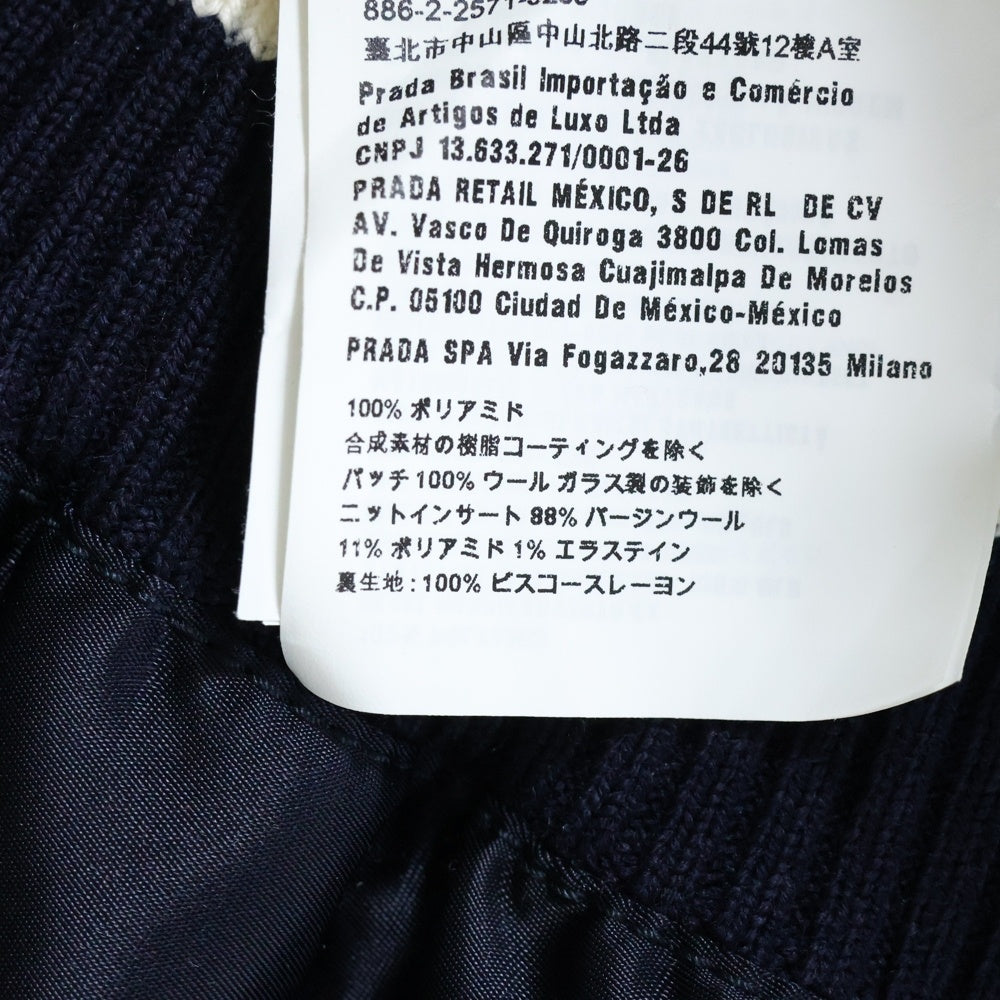 886-2-2571-
臺北市中山區中山北路二段44號12樓A室
Prada Brasil Importação e Comércio
de Artigos de Luxo Ltda
CNPJ 13.633.271/0001-26
PRADA RETAIL MÉXICO, S DE RL DE CV
AV. Vasco De Quiroga 3800 Col. Lomas
De Vista Hermosa Cuajimalpa De Morelos
C.P. 05100 Ciudad De México-México
PRADA SPA Via Fogazzaro,28 20135 Milano
100% ポリアミド
合成素材の樹脂コーティングを除く
パッチ 100% ウール ガラス製の装飾を除く
ニットインサート 88% バージンウール
11% ポリアミド 1% エラステイン
裏生地 : 100% ビスコースレーヨン